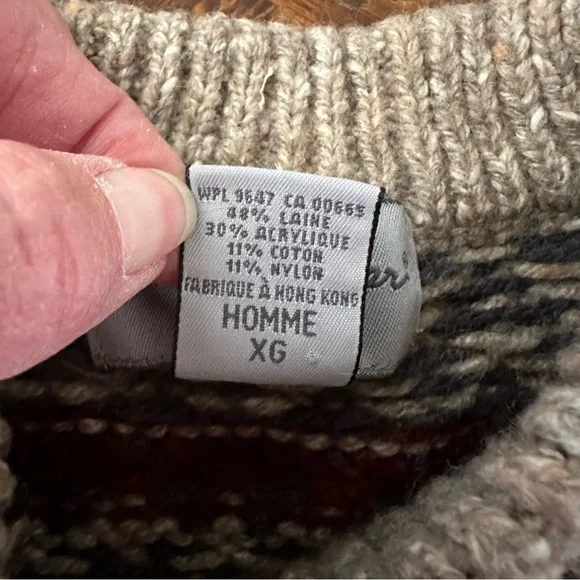 WPL 9647 CA 00665
48% LAINE
30% ACRYLIQUE
11% COTON
11% NYLON
FABRIQUE À HONG KONG
HOMME
XG